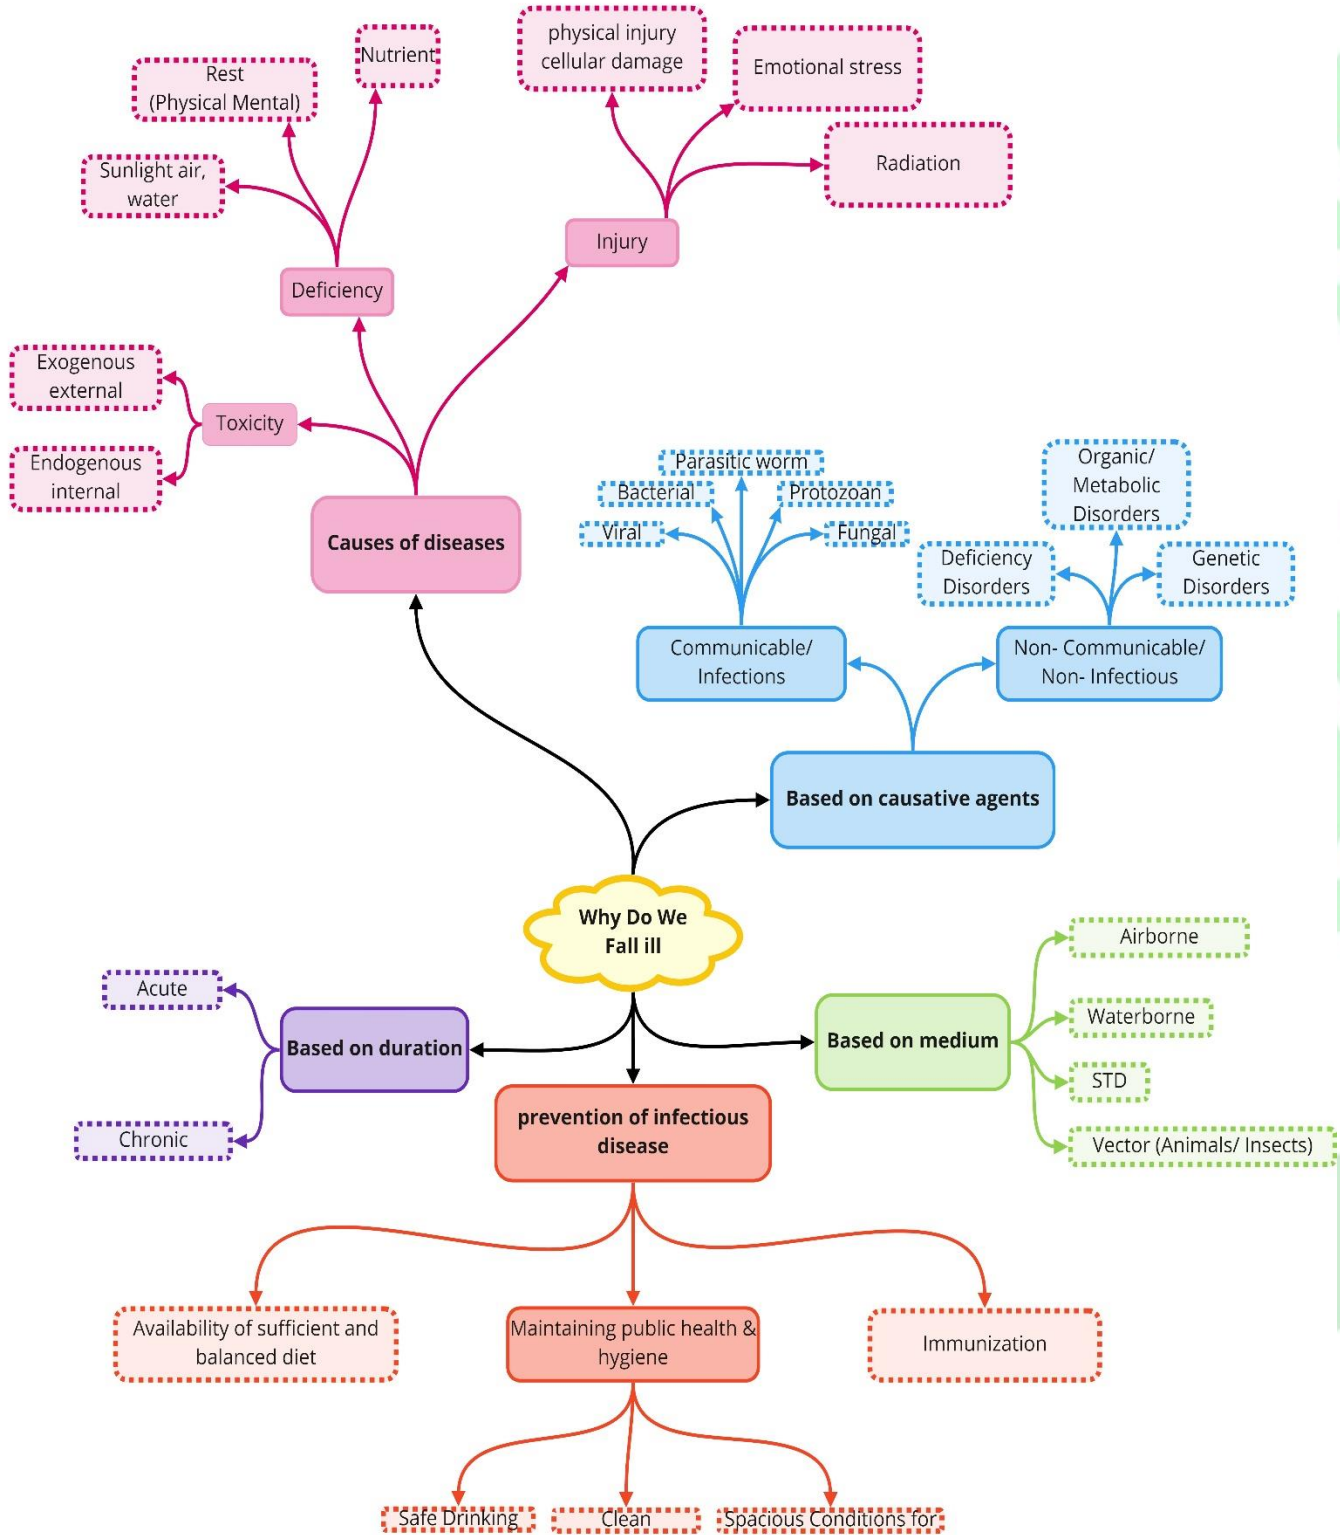 Nutrient
Rest
(Physical Mental)
Sunlight air,
water
Deficiency
physical injury
cellular damage
Emotional stress
Radiation
Injury
Exogenous
external
Toxicity
Endogenous
internal
Causes of diseases
Parasitic worm
Bacterial
Protozoan
Viral
Fungal
Communicable/
Infections
Organic/
Metabolic
Disorders
Deficiency
Disorders
Genetic
Disorders
Non- Communicable/
Non- Infectious
Based on causative agents
Why Do We
Fall ill
Acute
Based on duration
Chronic
Based on medium
Airborne
Waterborne
STD
Vector (Animals/ Insects)
prevention of infectious
disease
Availability of sufficient and
balanced diet
Maintaining public health &
hygiene
Immunization
Safe Drinking
Clean
Spacious Conditions for